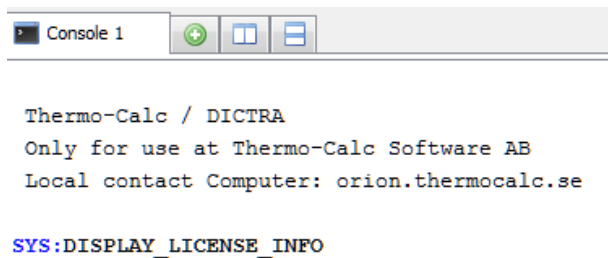 Console 1
Thermo-Calc / DICTRA
Only for use at Thermo-Calc Software AB
Local contact Computer: orion.thermocalc.se
SYS:DISPLAY_LICENSE_INFO